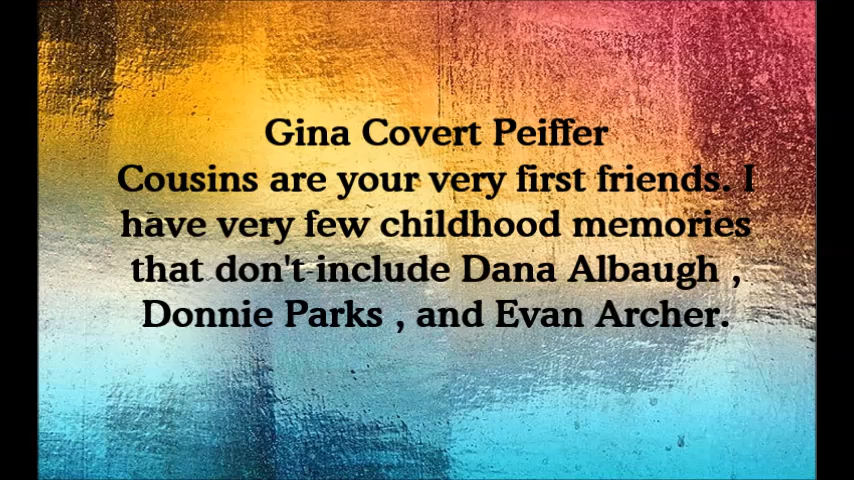 Gina Covert Peiffer
Cousins are your very first friends. I
have very few childhood memories
that don't include Dana Albaugh ,
Donnie Parks , and Evan Archer.